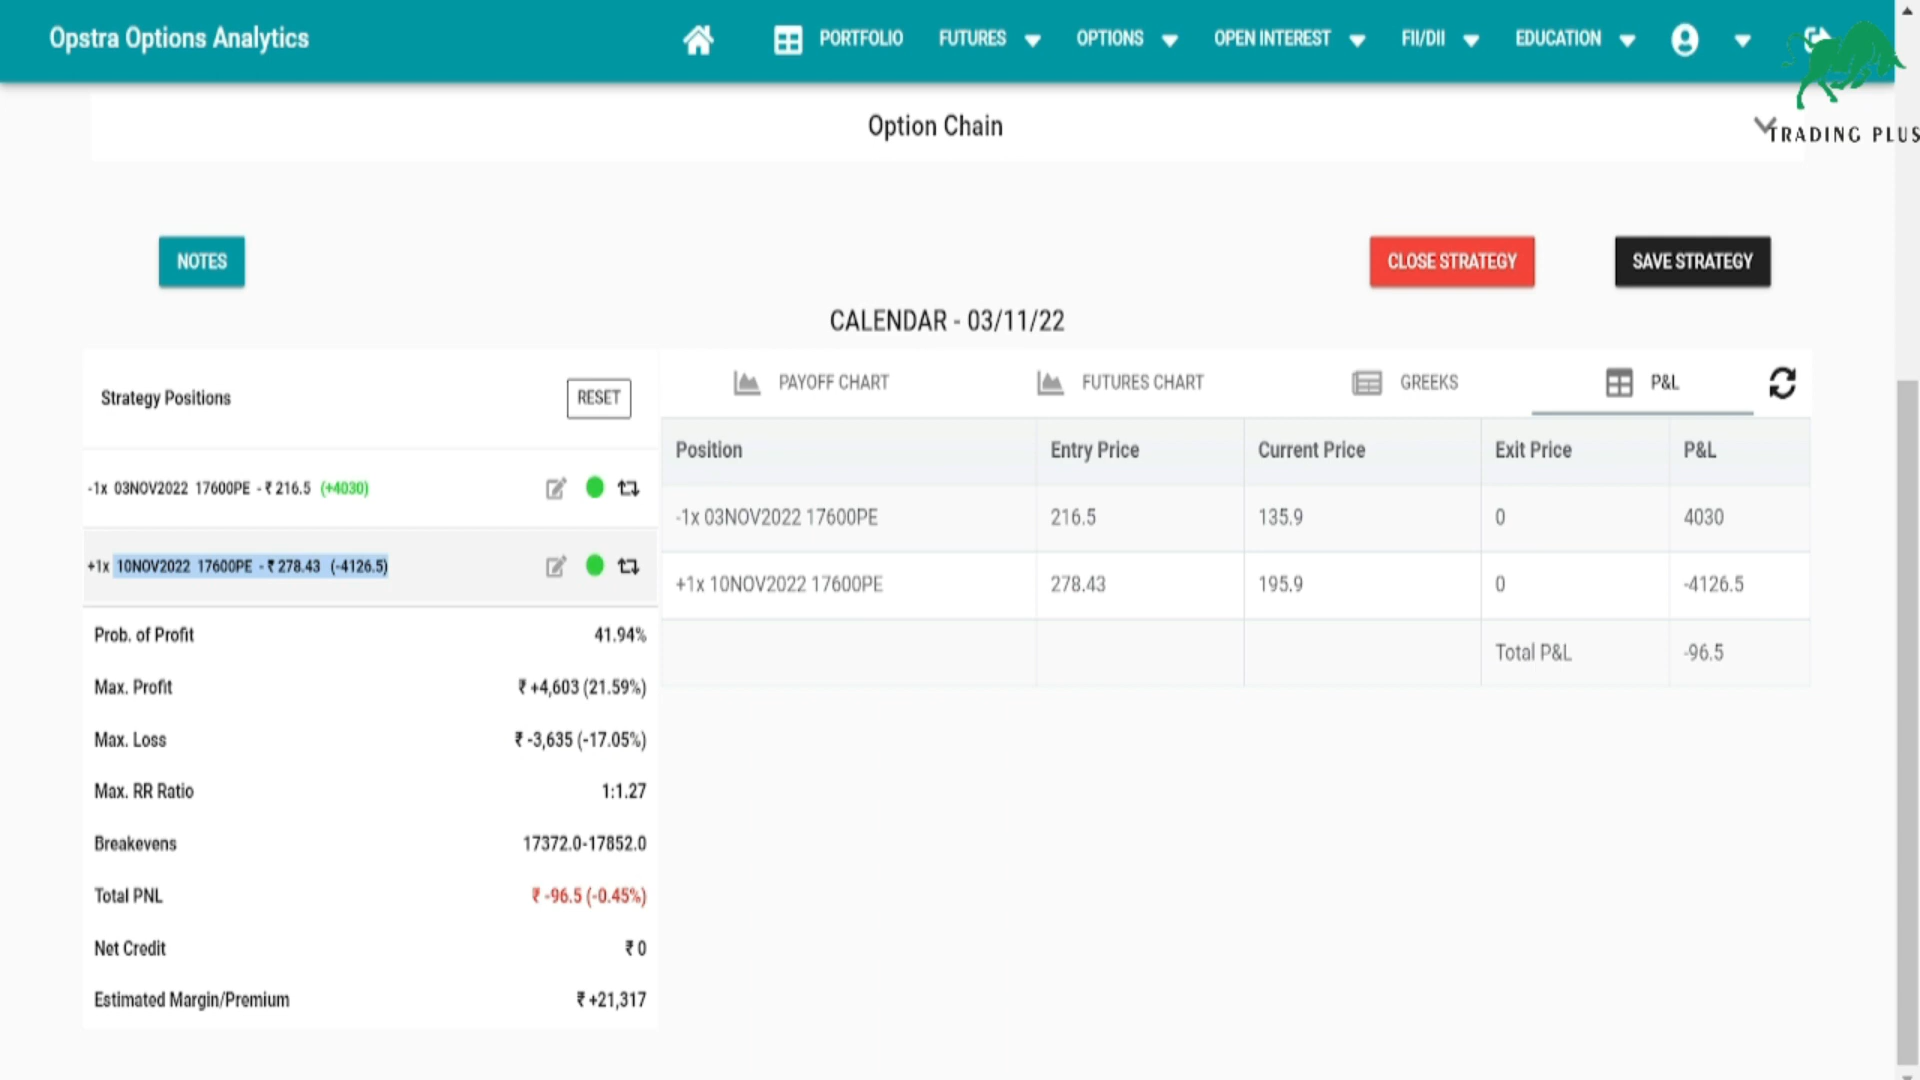 Opstra Options Analytics
PORTFOLIO FUTURES OPTIONS OPEN INTEREST FII/DII EDUCATION
TRADING PLUS
Option Chain
NOTES CLOSE STRATEGY SAVE STRATEGY
CALENDAR - 03/11/22
Strategy Positions RESET
PAYOFF CHART FUTURES CHART GREEKS P&L
Position Entry Price Current Price Exit Price P&L
-1x 03NOV2022 17600PE - ₹ 216.5 (+4030)
-1x 03NOV2022 17600PE 216.5 135.9 0 4030
+1x 10NOV2022 17600PE - ₹ 278.43 (-4126.5)
+1x 10NOV2022 17600PE 278.43 195.9 0 -4126.5
Total P&L -96.5
Prob. of Profit 41.94%
Max. Profit ₹ +4,603 (21.59%)
Max. Loss ₹ -3,635 (-17.05%)
Max. RR Ratio 1:1.27
Breakevens 17372.0-17852.0
Total PNL ₹ -96.5 (-0.45%)
Net Credit ₹ 0
Estimated Margin/Premium ₹ +21,317